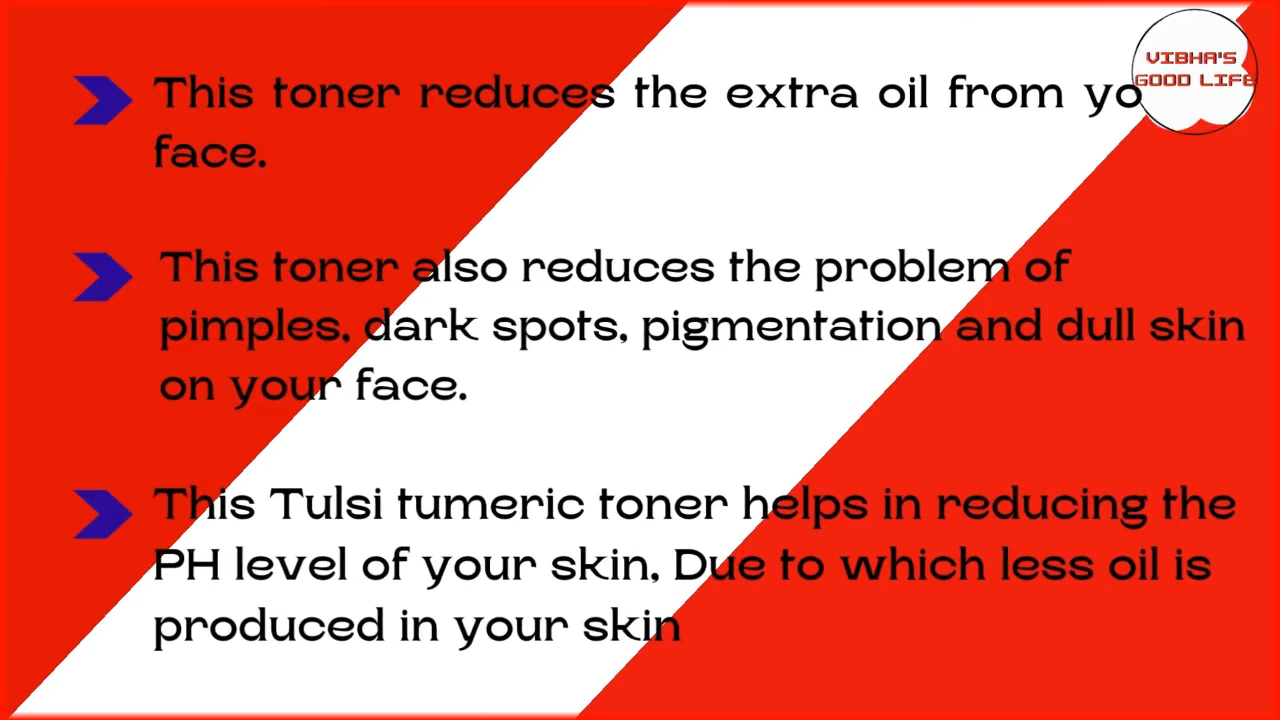 This toner reduces the extra oil from yo
face.
This toner also reduces the problem of
pimples, dark spots, pigmentation and dull skin
on your face.
This Tulsi tumeric toner helps in reducing the
PH level of your skin, Due to which less oil is
produced in your skin
VIBHA'S
GOOD LIFE